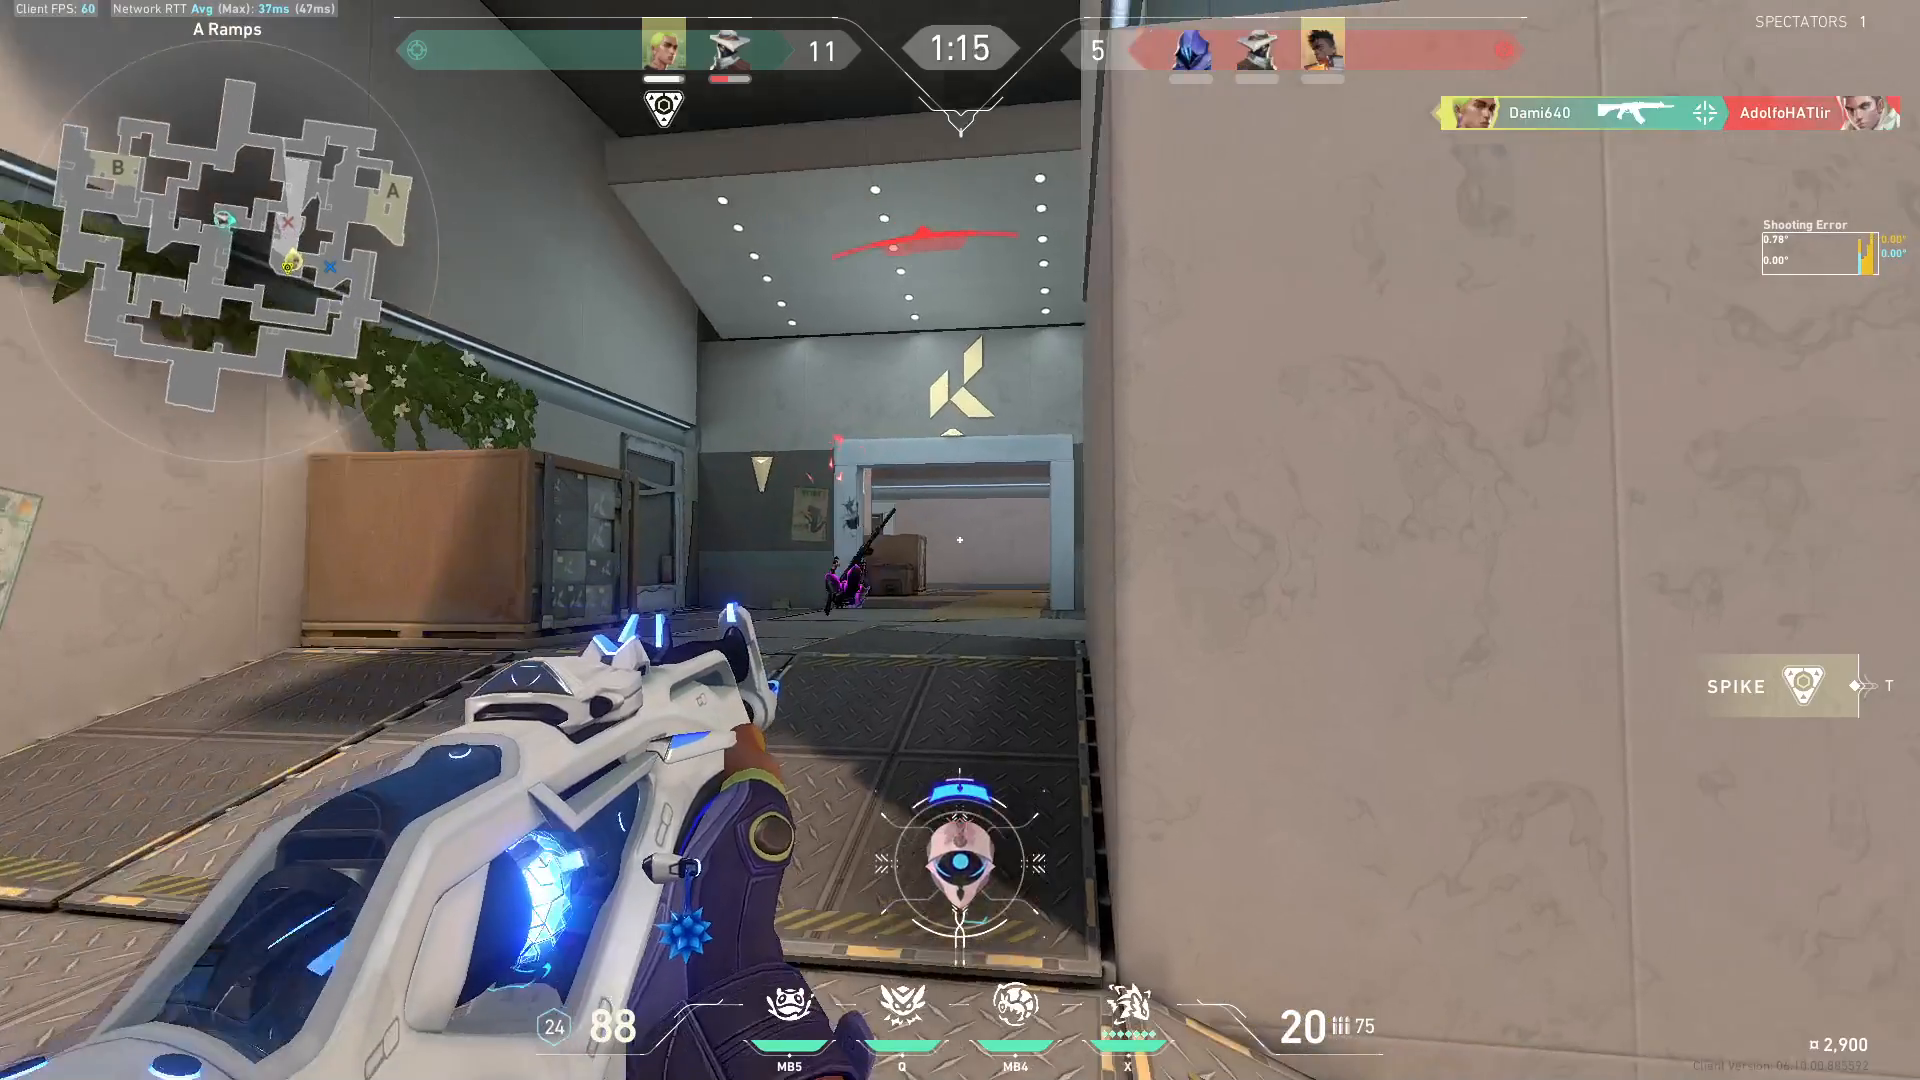 Client FPS: 60 Network RTT Avg (Max): 37ms (47ms)
A Ramps
11
1:15
5
SPECTATORS 1
Dami640
AdolfoHATlir
B
A
Shooting Error
0.78°
0.00°
0.00°
0.00°
SPIKE
T
24
88
MB5
Q
MB4
X
20
75
¤ 2,900